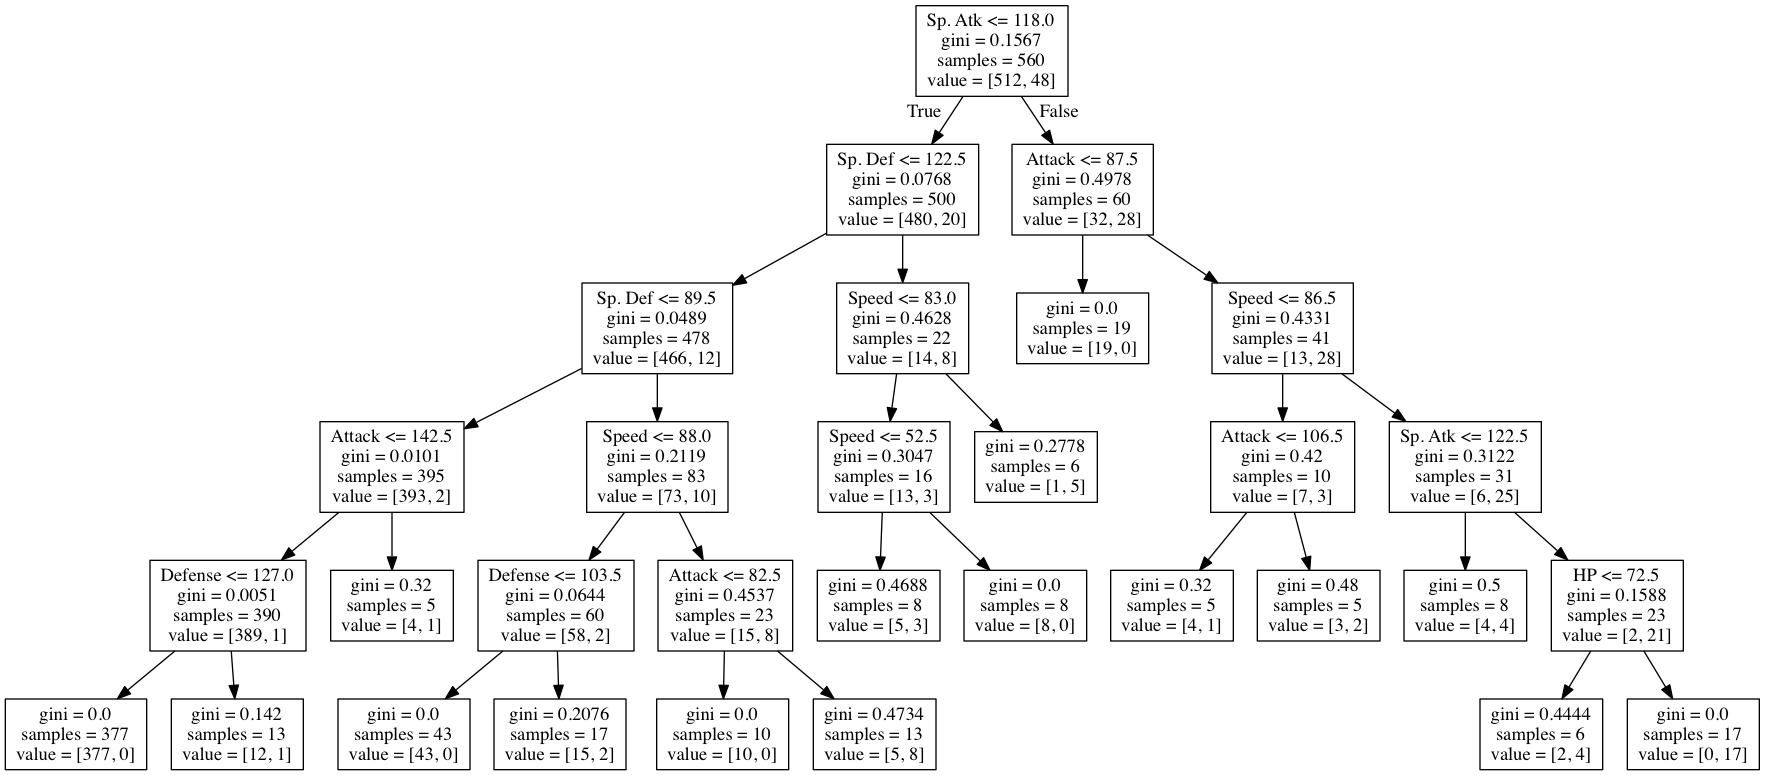 Sp. Atk <= 118.0
gini = 0.1567
samples = 560
value = [512, 48]
True
False
Sp. Def <= 122.5
gini = 0.0768
samples = 500
value = [480, 20]
Attack <= 87.5
gini = 0.4978
samples = 60
value = [32, 28]
Sp. Def <= 89.5
gini = 0.0489
samples = 478
value = [466, 12]
Speed <= 83.0
gini = 0.4628
samples = 22
value = [14, 8]
gini = 0.0
samples = 19
value = [19, 0]
Speed <= 86.5
gini = 0.4331
samples = 41
value = [13, 28]
Attack <= 142.5
gini = 0.0101
samples = 395
value = [393, 2]
Speed <= 88.0
gini = 0.2119
samples = 83
value = [73, 10]
Speed <= 52.5
gini = 0.3047
samples = 16
value = [13, 3]
gini = 0.2778
samples = 6
value = [1, 5]
Attack <= 106.5
gini = 0.42
samples = 10
value = [7, 3]
Sp. Atk <= 122.5
gini = 0.3122
samples = 31
value = [6, 25]
Defense <= 127.0
gini = 0.0051
samples = 390
value = [389, 1]
gini = 0.32
samples = 5
value = [4, 1]
Defense <= 103.5
gini = 0.0644
samples = 60
value = [58, 2]
Attack <= 82.5
gini = 0.4537
samples = 23
value = [15, 8]
gini = 0.4688
samples = 8
value = [5, 3]
gini = 0.0
samples = 8
value = [8, 0]
gini = 0.32
samples = 5
value = [4, 1]
gini = 0.48
samples = 5
value = [3, 2]
gini = 0.5
samples = 8
value = [4, 4]
HP <= 72.5
gini = 0.1588
samples = 23
value = [2, 21]
gini = 0.0
samples = 377
value = [377, 0]
gini = 0.142
samples = 13
value = [12, 1]
gini = 0.0
samples = 43
value = [43, 0]
gini = 0.2076
samples = 17
value = [15, 2]
gini = 0.0
samples = 10
value = [10, 0]
gini = 0.4734
samples = 13
value = [5, 8]
gini = 0.4444
samples = 6
value = [2, 4]
gini = 0.0
samples = 17
value = [0, 17]